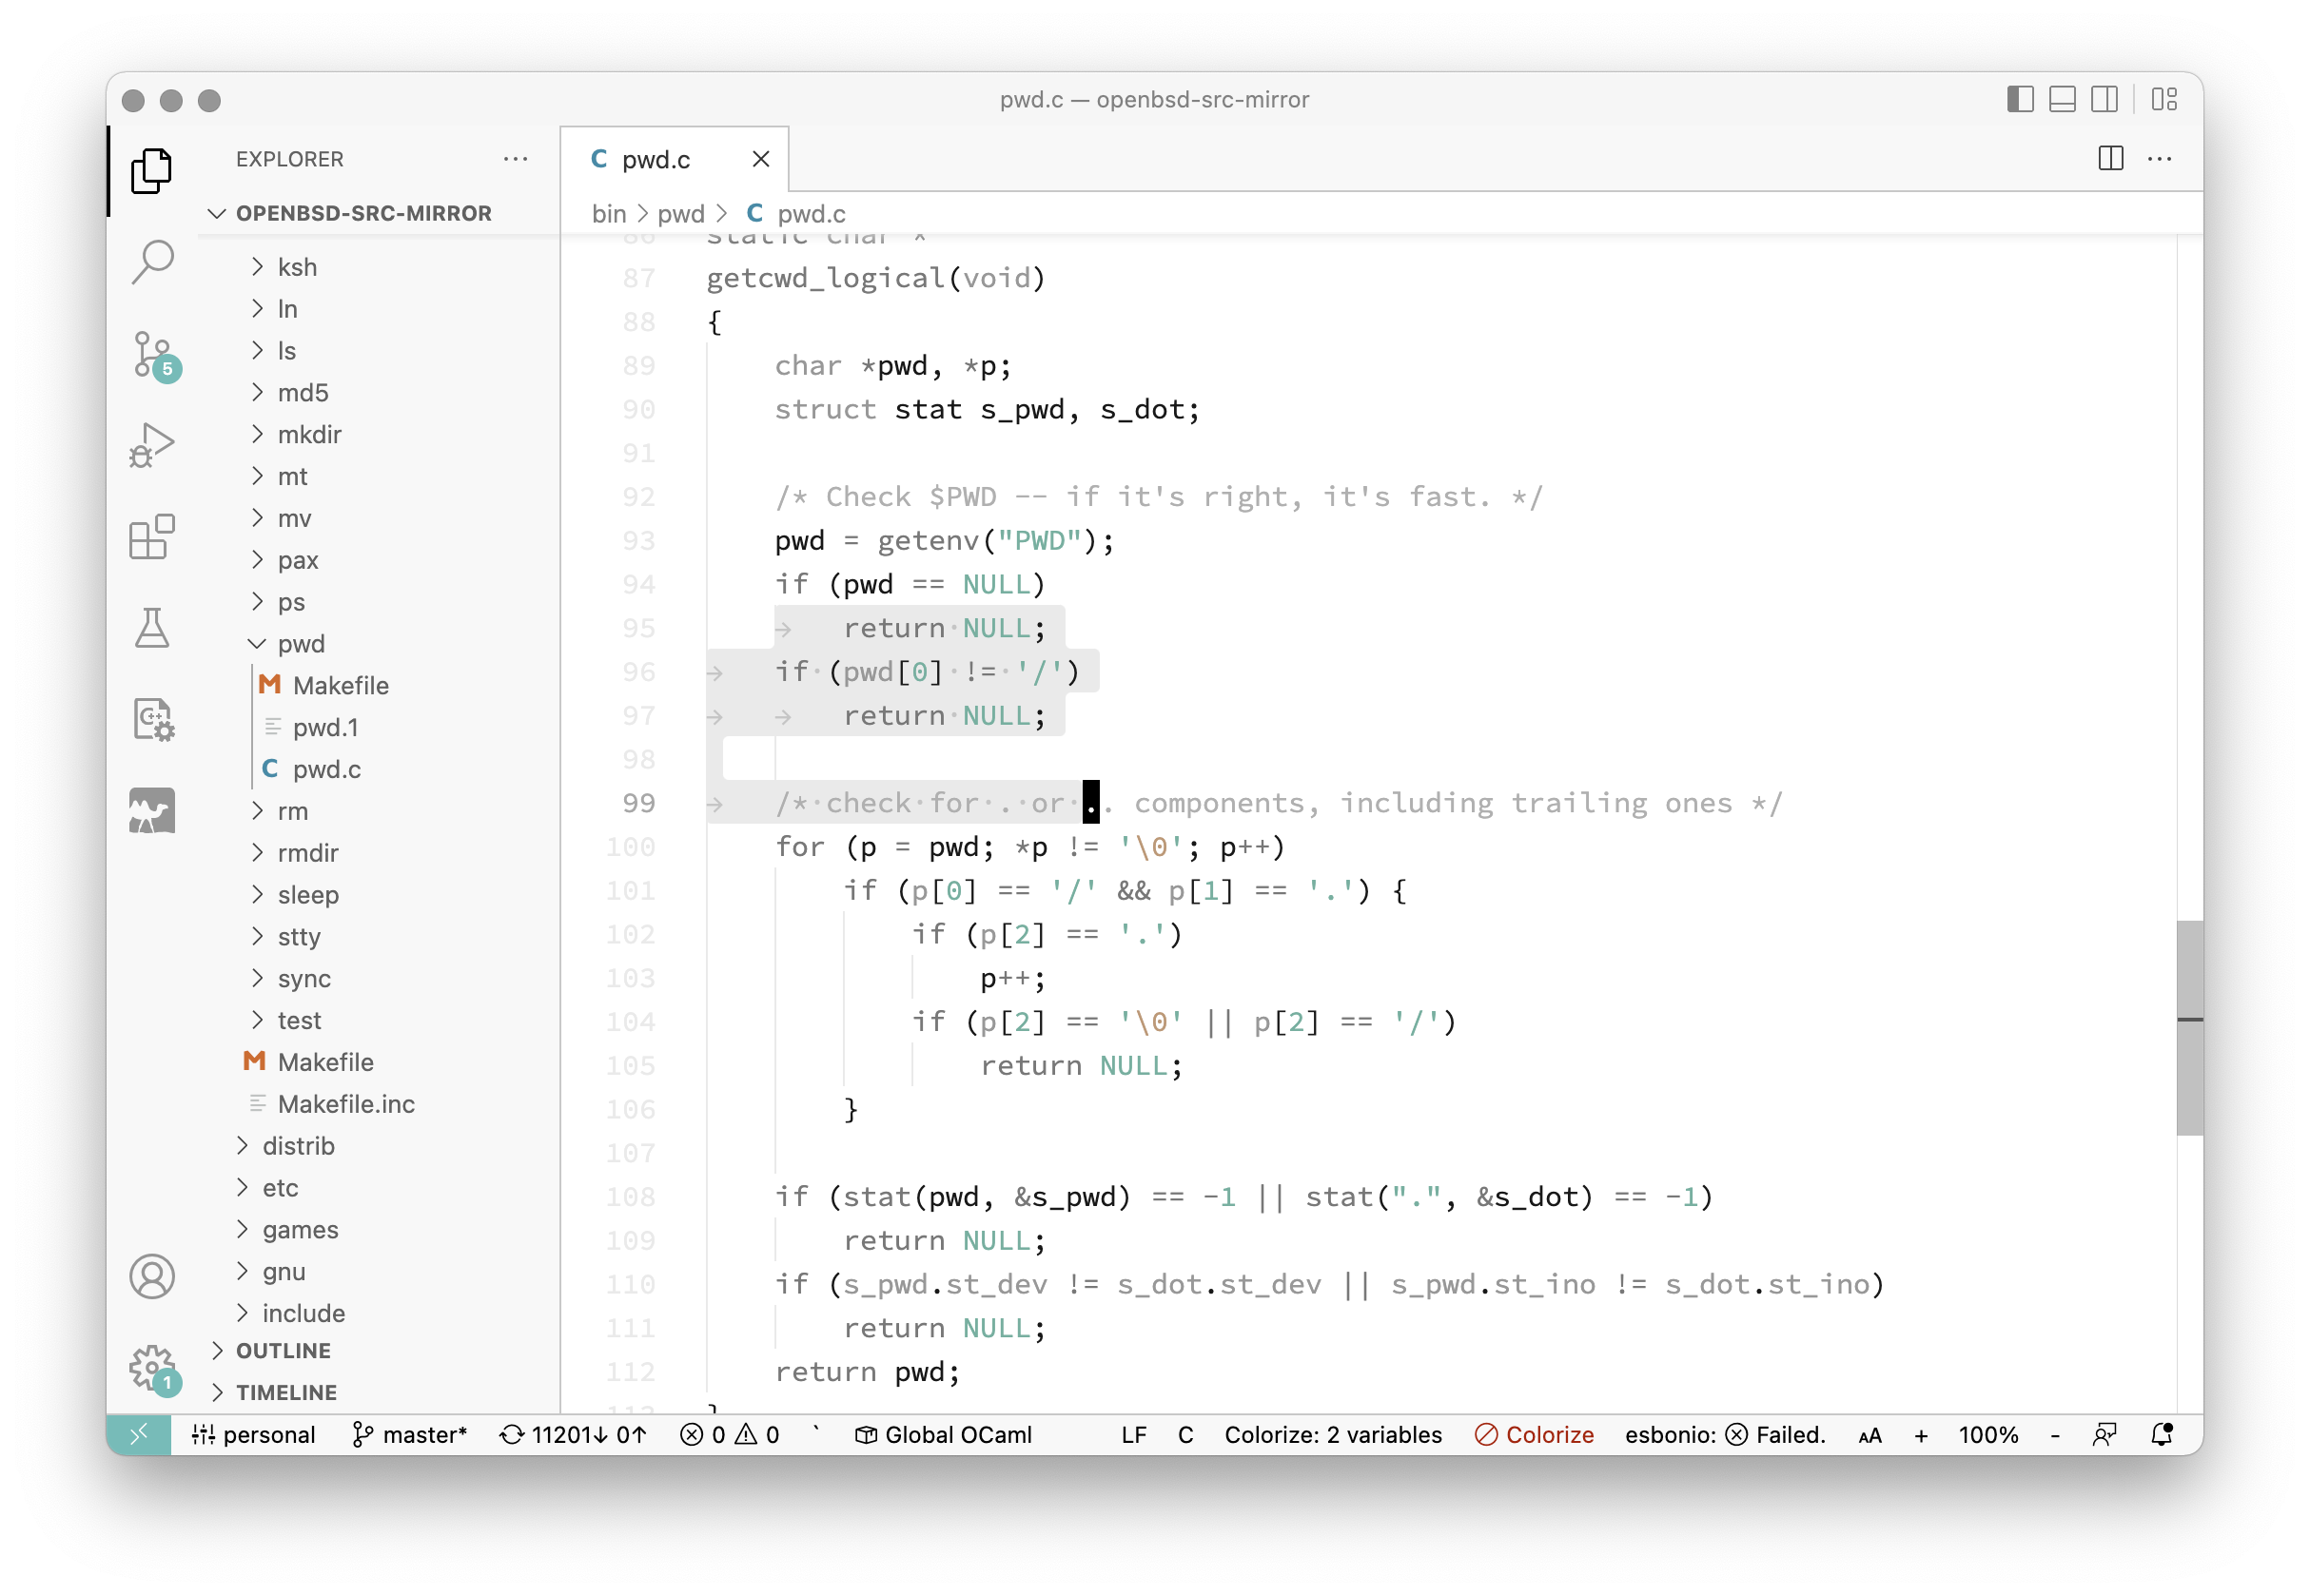 pwd.c — openbsd-src-mirror
EXPLORER
OPENBSD-SRC-MIRROR
ksh
ln
ls
md5
mkdir
mt
mv
pax
ps
pwd
Makefile
pwd.1
pwd.c
rm
rmdir
sleep
stty
sync
test
Makefile
Makefile.inc
distrib
etc
games
gnu
include
OUTLINE
TIMELINE
5
1
C pwd.c
bin > pwd > C pwd.c
86 static char *
87 getcwd_logical(void)
88 {
89 char *pwd, *p;
90 struct stat s_pwd, s_dot;
91
92 /* Check $PWD -- if it's right, it's fast. */
93 pwd = getenv("PWD");
94 if (pwd == NULL)
95 return NULL;
96 if (pwd[0] != '/')
97 return NULL;
98
99 /* check for . or .. components, including trailing ones */
100 for (p = pwd; *p != '\0'; p++)
101 if (p[0] == '/' && p[1] == '.') {
102 if (p[2] == '.')
103 p++;
104 if (p[2] == '\0' || p[2] == '/')
105 return NULL;
106 }
107
108 if (stat(pwd, &s_pwd) == -1 || stat(".", &s_dot) == -1)
109 return NULL;
110 if (s_pwd.st_dev != s_dot.st_dev || s_pwd.st_ino != s_dot.st_ino)
111 return NULL;
112 return pwd;
113 }
personal master* 11201↓ 0↑ 0 0 ` Global OCaml LF C Colorize: 2 variables Colorize esbonio: Failed. AA + 100% -